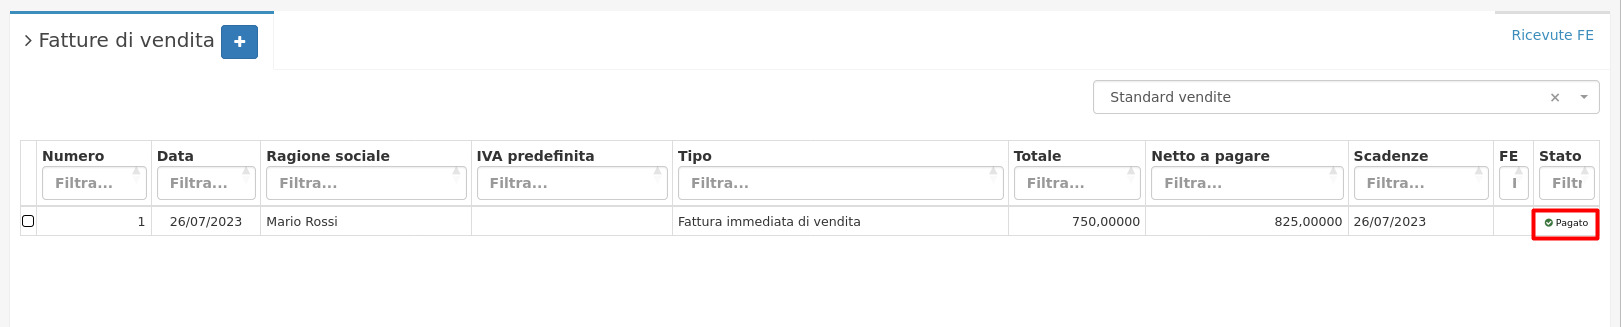 Fatture di vendita
Ricevute FE
Standard vendite
Numero Data Ragione sociale IVA predefinita Tipo Totale Netto a pagare Scadenze FE Stato
Filtra... Filtra... Filtra... Filtra... Filtra... Filtra... Filtra... Filtra... Filtr
1 26/07/2023 Mario Rossi Fattura immediata di vendita 750,00000 825,00000 26/07/2023 Pagato